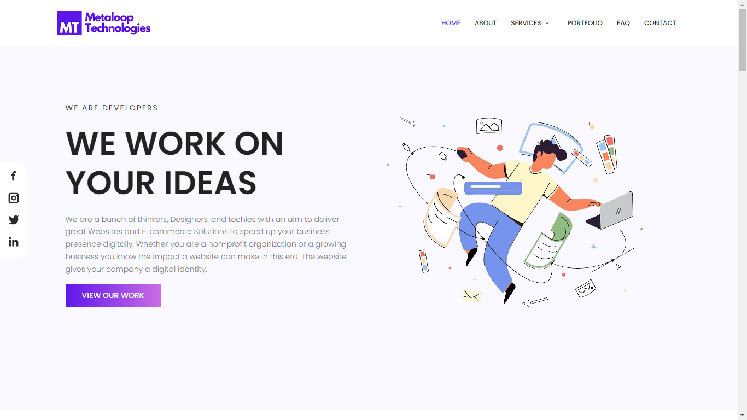 MT Metaloop
Technologies
HOME ABOUT SERVICES PORTFOLIO FAQ CONTACT
WE ARE DEVELOPERS
WE WORK ON
YOUR IDEAS
We are a bunch of thinkers, Designers, and techies with an aim to deliver
great Websites and E-commerce Solutions to speed up your business
presence digitally. Whether you are a non-profit organization or a growing
business you know the impact a website can make in this era. The website
gives your company a digital identity.
VIEW OUR WORK